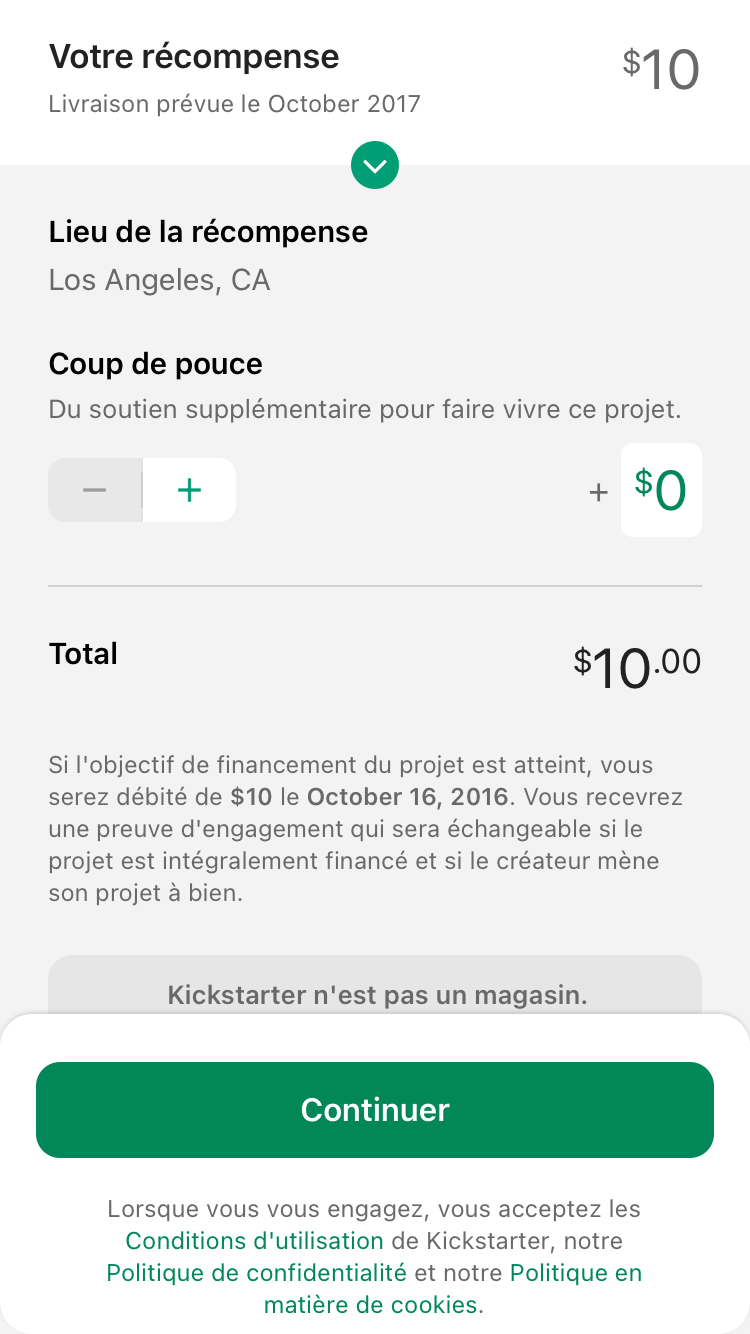 Votre récompense
$10
Livraison prévue le October 2017
Lieu de la récompense
Los Angeles, CA
Coup de pouce
Du soutien supplémentaire pour faire vivre ce projet.
− + + $0
Total
$10.00
Si l'objectif de financement du projet est atteint, vous
serez débité de $10 le October 16, 2016. Vous recevrez
une preuve d'engagement qui sera échangeable si le
projet est intégralement financé et si le créateur mène
son projet à bien.
Kickstarter n'est pas un magasin.
Continuer
Lorsque vous vous engagez, vous acceptez les
Conditions d'utilisation de Kickstarter, notre
Politique de confidentialité et notre Politique en
matière de cookies.